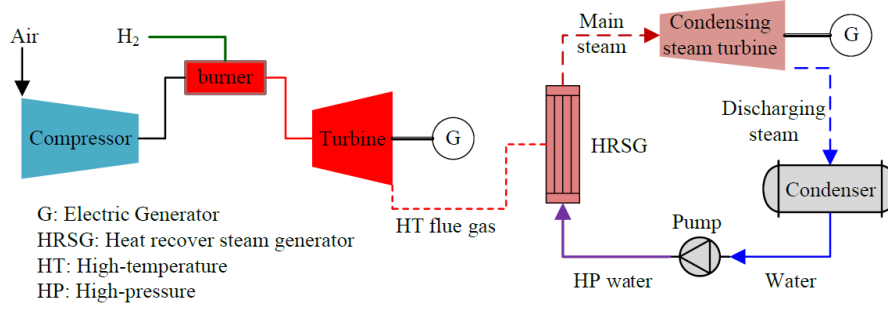 Air
H₂
burner
Compressor
Turbine
G
HT flue gas
G: Electric Generator
HRSG: Heat recover steam generator
HT: High-temperature
HP: High-pressure
Main
steam
Condensing
steam turbine
G
HRSG
Discharging
steam
Condenser
Pump
HP water
Water